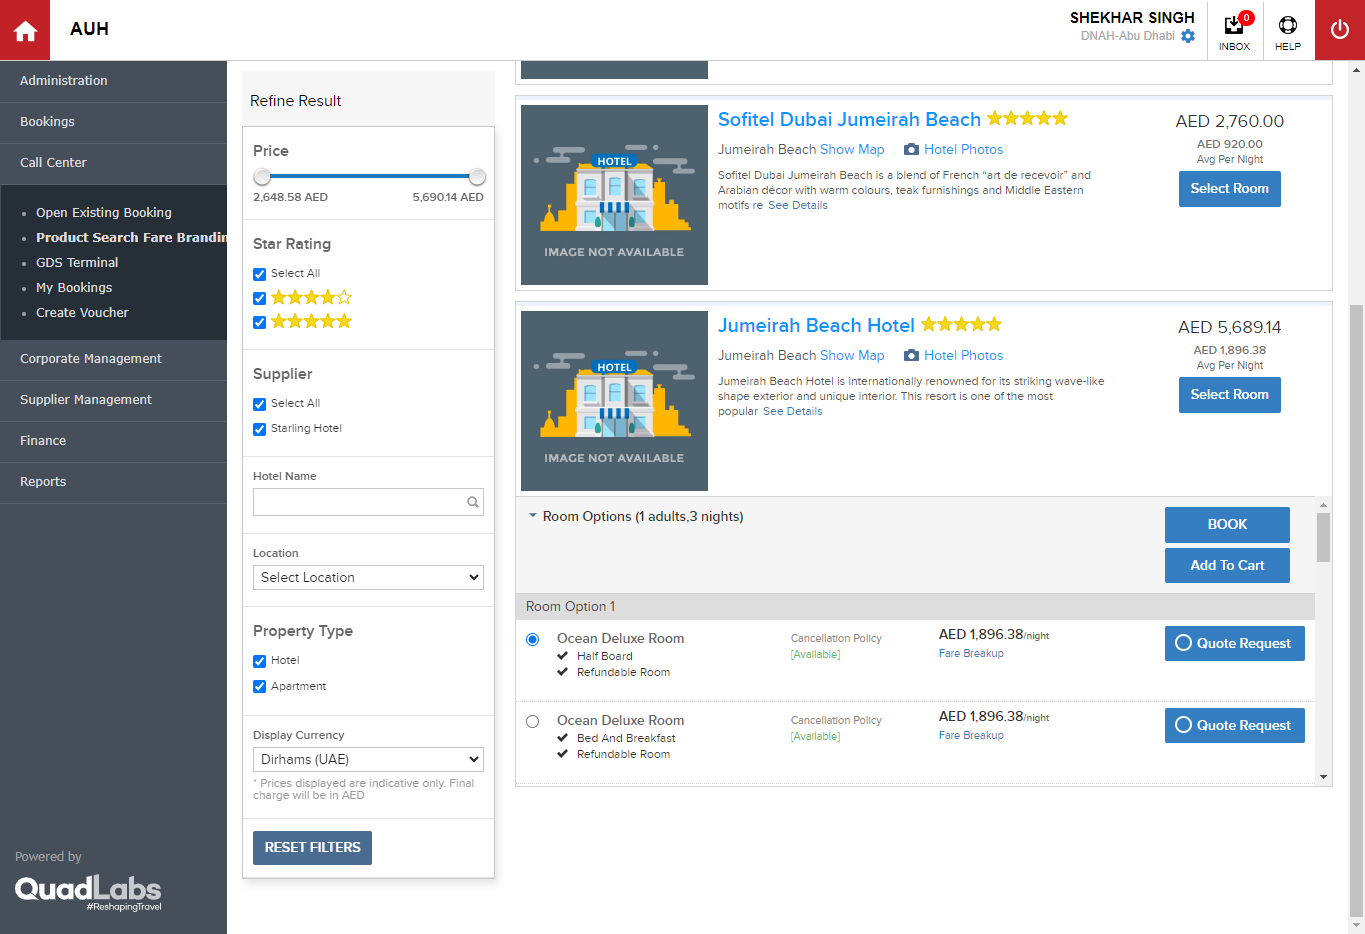 AUH
SHEKHAR SINGH
DNAH-Abu Dhabi
0
INBOX
HELP
Administration
Bookings
Call Center
Open Existing Booking
Product Search Fare Brandin
GDS Terminal
My Bookings
Create Voucher
Corporate Management
Supplier Management
Finance
Reports
Powered by
QuadLabs
#ReshapingTravel
Refine Result
Price
2,648.58 AED
5,690.14 AED
Star Rating
Select All
Supplier
Select All
Starling Hotel
Hotel Name
Location
Select Location
Property Type
Hotel
Apartment
Display Currency
Dirhams (UAE)
* Prices displayed are indicative only. Final
charge will be in AED
RESET FILTERS
HOTEL
IMAGE NOT AVAILABLE
Sofitel Dubai Jumeirah Beach
Jumeirah Beach Show Map Hotel Photos
Sofitel Dubai Jumeirah Beach is a blend of French “art de recevoir” and
Arabian décor with warm colours, teak furnishings and Middle Eastern
motifs re See Details
AED 2,760.00
AED 920.00
Avg Per Night
Select Room
HOTEL
IMAGE NOT AVAILABLE
Jumeirah Beach Hotel
Jumeirah Beach Show Map Hotel Photos
Jumeirah Beach Hotel is internationally renowned for its striking wave-like
shape exterior and unique interior. This resort is one of the most
popular See Details
AED 5,689.14
AED 1,896.38
Avg Per Night
Select Room
Room Options (1 adults,3 nights)
BOOK
Add To Cart
Room Option 1
Ocean Deluxe Room
Half Board
Refundable Room
Cancellation Policy
[Available]
AED 1,896.38/night
Fare Breakup
Quote Request
Ocean Deluxe Room
Bed And Breakfast
Refundable Room
Cancellation Policy
[Available]
AED 1,896.38/night
Fare Breakup
Quote Request